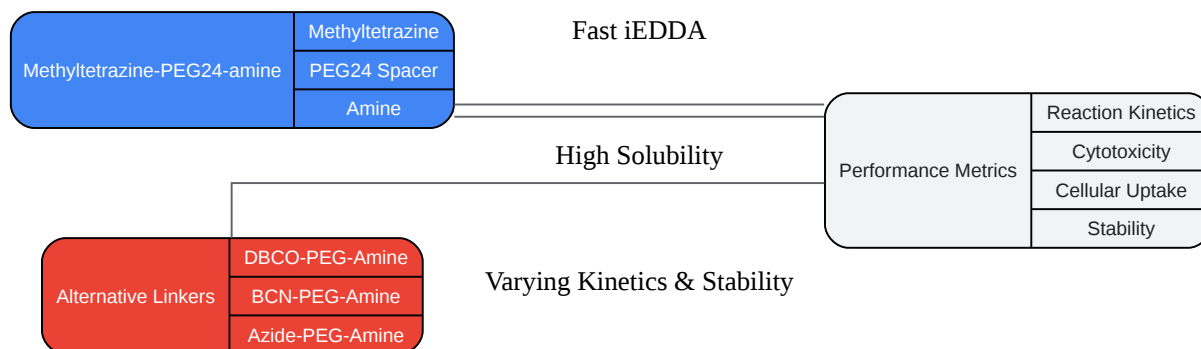 Methyltetrazine-PEG24-amine
Methyltetrazine
PEG24 Spacer
Amine
Fast iEDDA
High Solubility
Performance Metrics
Reaction Kinetics
Cytotoxicity
Cellular Uptake
Stability
Alternative Linkers
DBCO-PEG-Amine
BCN-PEG-Amine
Azide-PEG-Amine
Varying Kinetics & Stability